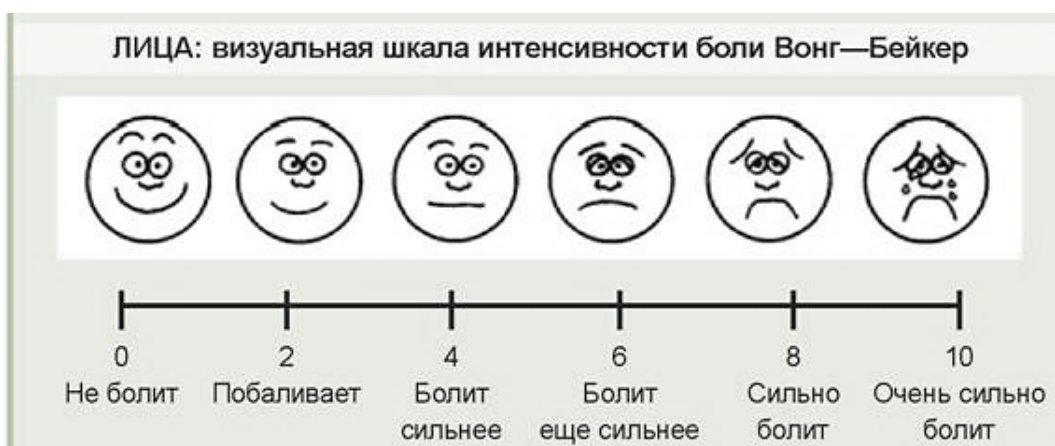 ЛИЦА: визуальная шкала интенсивности боли Вонг—Бейкер
0 2 4 6 8 10
Не болит Побаливает Болит Болит Сильно Очень сильно
сильнее еще сильнее болит болит